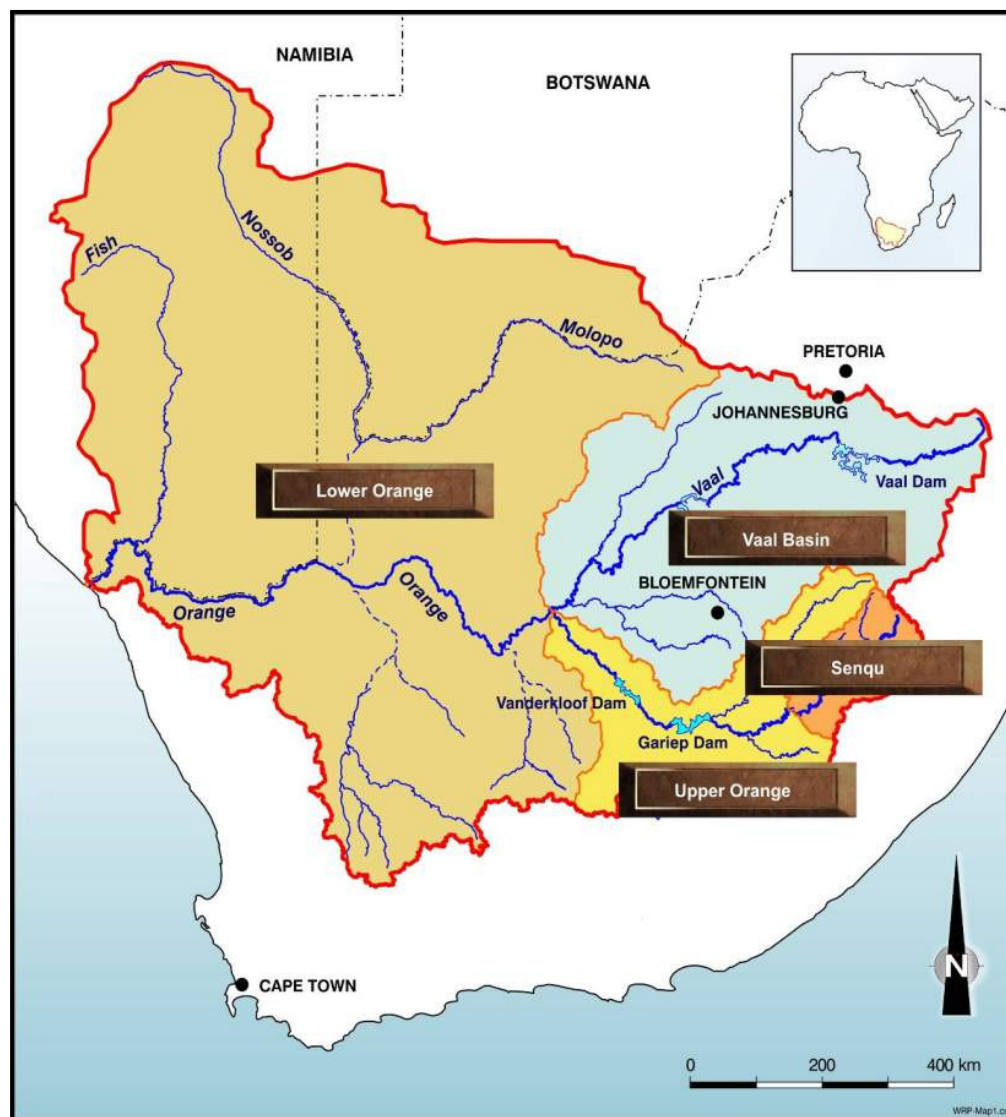 NAMIBIA
BOTSWANA
Nossob
Fish
Molopo
PRETORIA
JOHANNESBURG
Vaal
Vaal Dam
Lower Orange
Vaal Basin
BLOEMFONTEIN
Orange
Orange
Senqu
Vanderkloof Dam
Gariep Dam
Upper Orange
CAPE TOWN
N
0 200 400 km